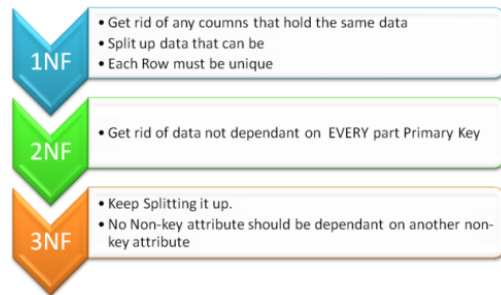 1NF
• Get rid of any coumns that hold the same data
• Split up data that can be
• Each Row must be unique
2NF
• Get rid of data not dependant on EVERY part Primary Key
3NF
• Keep Splitting it up.
• No Non-key attribute should be dependant on another non-
key attribute